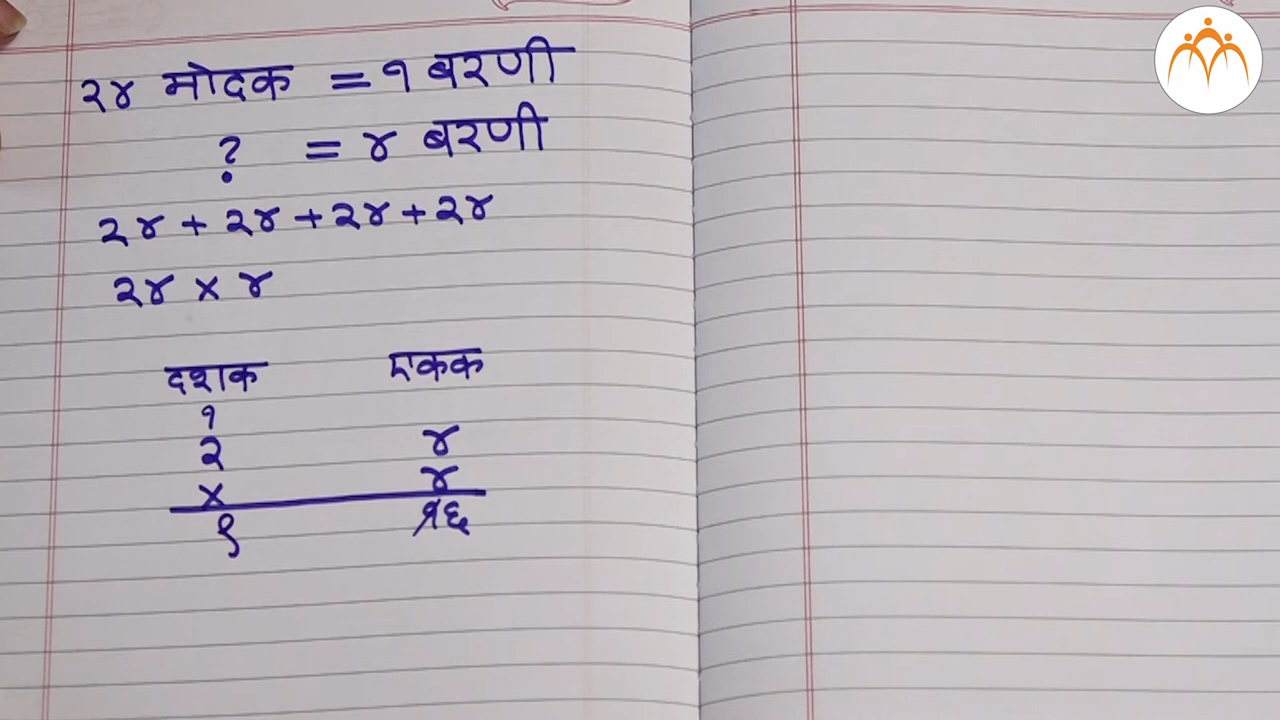 २४ मोदक = १ बरणी
? = ४ बरणी
२४ + २४ + २४ + २४
२४ × ४
दशक एकक
१
२ ४
× ४
९ १६